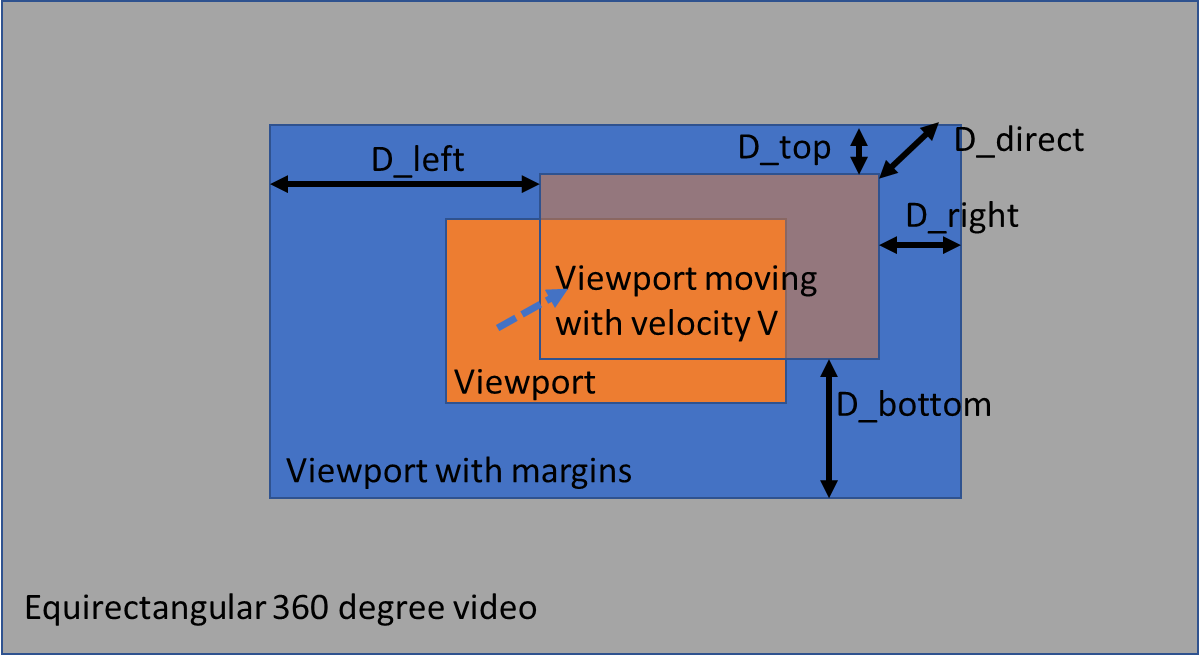 D_top
D_direct
D_left
D_right
Viewport moving
with velocity V
Viewport
D_bottom
Viewport with margins
Equirectangular 360 degree video